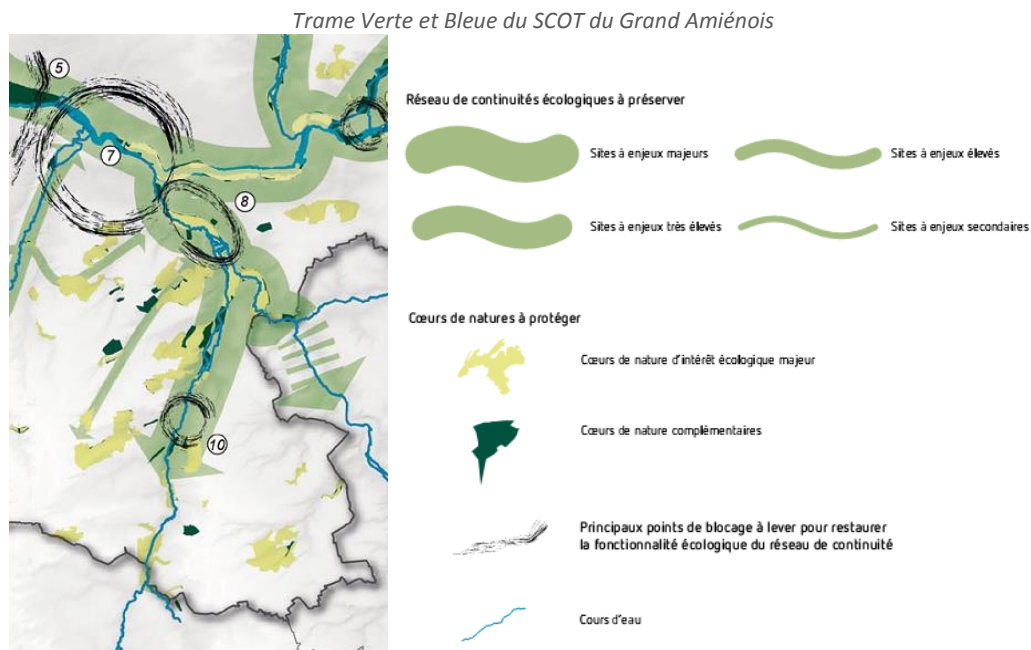 Trame Verte et Bleue du SCOT du Grand Amiénois
5
7
8
10
Réseau de continuités écologiques à préserver
Sites à enjeux majeurs
Sites à enjeux élevés
Sites à enjeux très élevés
Sites à enjeux secondaires
Cœurs de natures à protéger
Cœurs de nature d'intérêt écologique majeur
Cœurs de nature complémentaires
Principaux points de blocage à lever pour restaurer
la fonctionnalité écologique du réseau de continuité
Cours d'eau